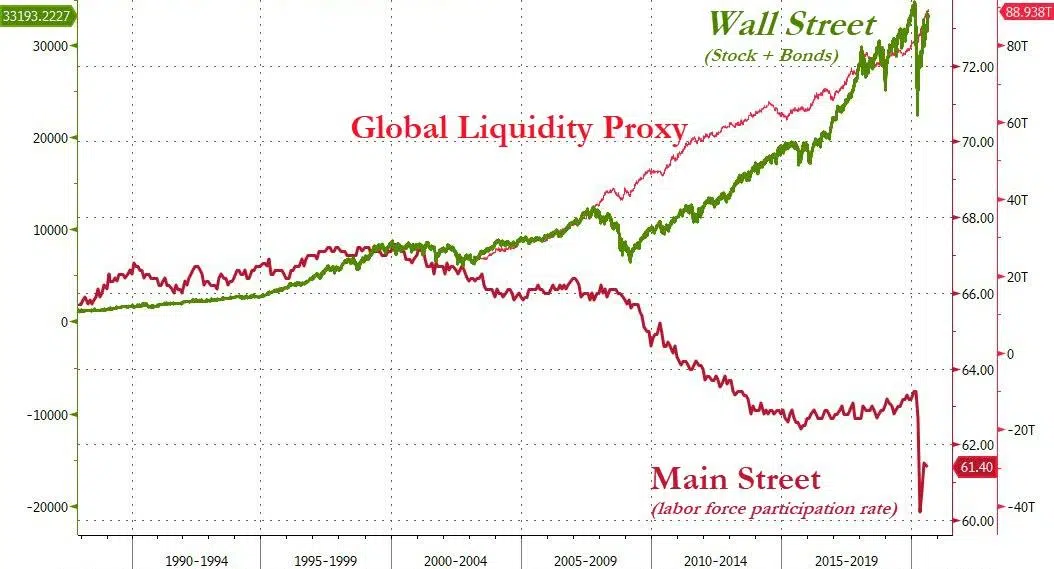 33193.2227
30000
20000
10000
0
-10000
-20000
Wall Street
(Stock + Bonds)
Global Liquidity Proxy
Main Street
(labor force participation rate)
72.00
70.00
68.00
66.00
64.00
62.00
61.40
60.00
88.938T
80T
60T
40T
20T
0
-20T
-40T
1990-1994 1995-1999 2000-2004 2005-2009 2010-2014 2015-2019